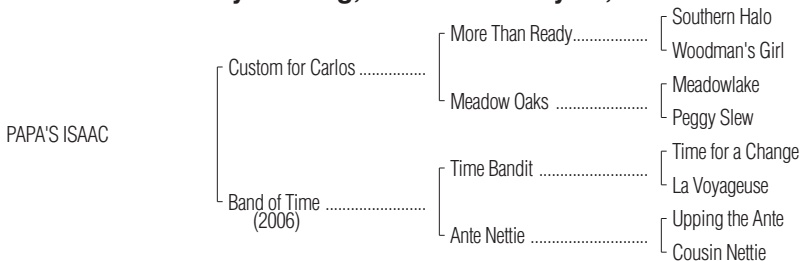 Southern Halo
More Than Ready.................
Woodman's Girl
Custom for Carlos ................
Meadowlake
Meadow Oaks .....................
Peggy Slew
PAPA'S ISAAC
Time for a Change
Time Bandit .........................
La Voyageuse
Band of Time ........................
(2006)
Upping the Ante
Ante Nettie ...........................
Cousin Nettie